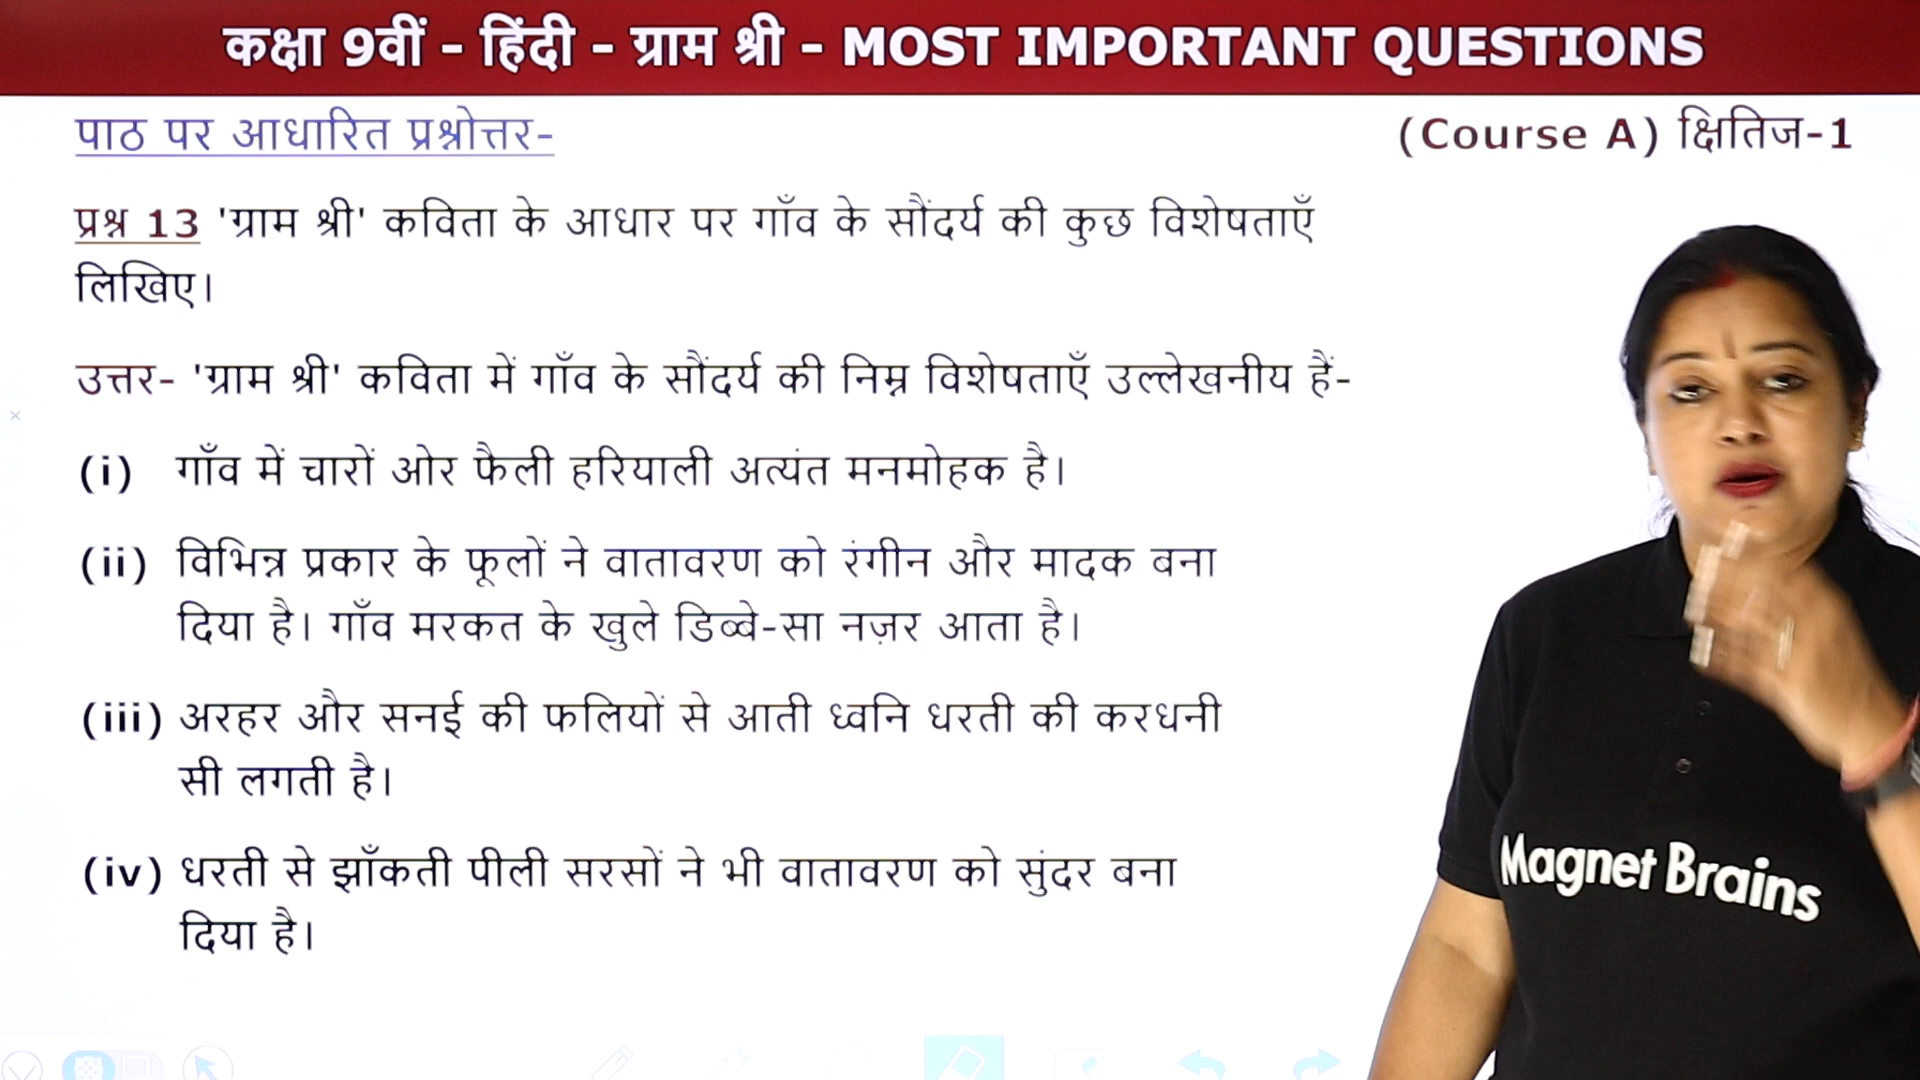 कक्षा 9वीं - हिंदी - ग्राम श्री - MOST IMPORTANT QUESTIONS
पाठ पर आधारित प्रश्नोत्तर-
(Course A) क्षितिज-1
प्रश्न 13 'ग्राम श्री' कविता के आधार पर गाँव के सौंदर्य की कुछ विशेषताएँ
लिखिए।
उत्तर- 'ग्राम श्री' कविता में गाँव के सौंदर्य की निम्न विशेषताएँ उल्लेखनीय हैं-
(i) गाँव में चारों ओर फैली हरियाली अत्यंत मनमोहक है।
(ii) विभिन्न प्रकार के फूलों ने वातावरण को रंगीन और मादक बना
दिया है। गाँव मरकत के खुले डिब्बे-सा नज़र आता है।
(iii) अरहर और सनई की फलियों से आती ध्वनि धरती की करधनी
सी लगती है।
(iv) धरती से झाँकती पीली सरसों ने भी वातावरण को सुंदर बना
दिया है।
Magnet Brains